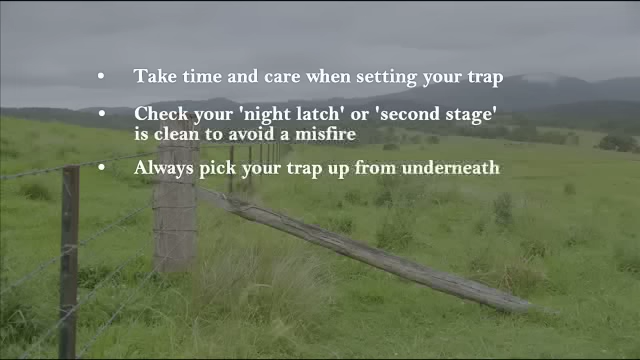 • Take time and care when setting your trap
• Check your 'night latch' or 'second stage'
is clean to avoid a misfire
• Always pick your trap up from underneath